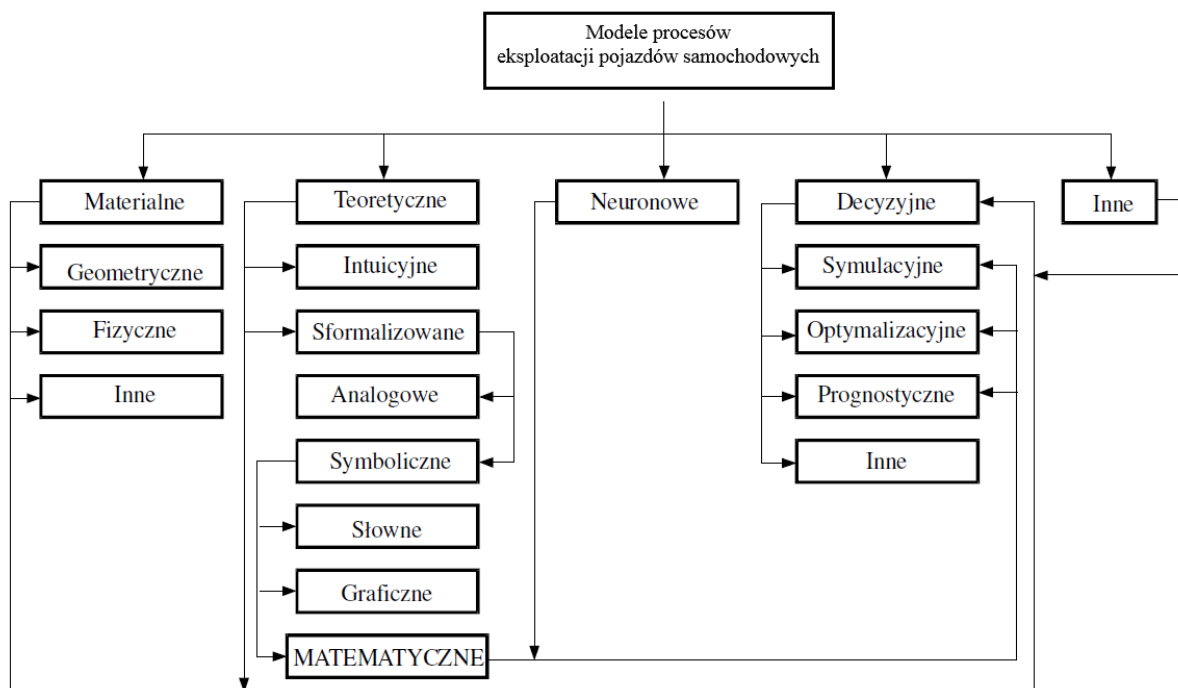 Modele procesów
eksploatacji pojazdów samochodowych
Materialne
Teoretyczne
Neuronowe
Decyzyjne
Inne
Geometryczne
Intuicyjne
Symulacyjne
Fizyczne
Sformalizowane
Optymalizacyjne
Inne
Analogowe
Prognostyczne
Symboliczne
Inne
Słowne
Graficzne
MATEMATYCZNE